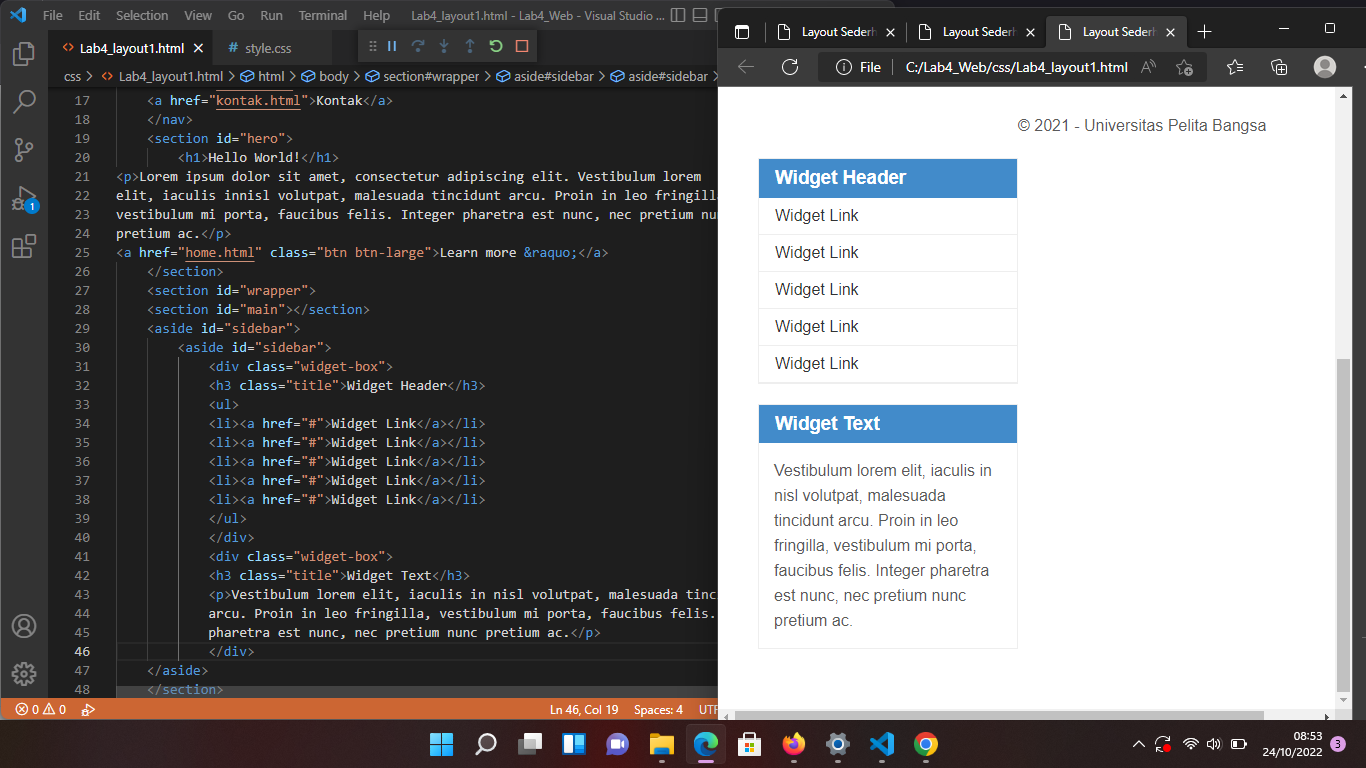 File Edit Selection View Go Run Terminal Help Lab4_layout1.html - Lab4_Web - Visual Studio ...
Lab4_layout1.html # style.css
css > Lab4_layout1.html > html > body > section#wrapper > aside#sidebar > aside#sidebar >
17 <a href="kontak.html">Kontak</a>
18 </nav>
19 <section id="hero">
20 <h1>Hello World!</h1>
21 <p>Lorem ipsum dolor sit amet, consectetur adipiscing elit. Vestibulum lorem
22 elit, iaculis innisl volutpat, malesuada tincidunt arcu. Proin in leo fringilla
23 vestibulum mi porta, faucibus felis. Integer pharetra est nunc, nec pretium nu
24 pretium ac.</p>
25 <a href="home.html" class="btn btn-large">Learn more &raquo;</a>
26 </section>
27 <section id="wrapper">
28 <section id="main"></section>
29 <aside id="sidebar">
30 <aside id="sidebar">
31 <div class="widget-box">
32 <h3 class="title">Widget Header</h3>
33 <ul>
34 <li><a href="#">Widget Link</a></li>
35 <li><a href="#">Widget Link</a></li>
36 <li><a href="#">Widget Link</a></li>
37 <li><a href="#">Widget Link</a></li>
38 <li><a href="#">Widget Link</a></li>
39 </ul>
40 </div>
41 <div class="widget-box">
42 <h3 class="title">Widget Text</h3>
43 <p>Vestibulum lorem elit, iaculis in nisl volutpat, malesuada tinc
44 arcu. Proin in leo fringilla, vestibulum mi porta, faucibus felis.
45 pharetra est nunc, nec pretium nunc pretium ac.</p>
46 </div>
47 </aside>
48 </section>
1
0 0 Ln 46, Col 19 Spaces: 4 UTF
Layout Sederh Layout Sederh Layout Sederh
File C:/Lab4_Web/css/Lab4_layout1.html
© 2021 - Universitas Pelita Bangsa
Widget Header
Widget Link
Widget Link
Widget Link
Widget Link
Widget Link
Widget Text
Vestibulum lorem elit, iaculis in
nisl volutpat, malesuada
tincidunt arcu. Proin in leo
fringilla, vestibulum mi porta,
faucibus felis. Integer pharetra
est nunc, nec pretium nunc
pretium ac.
08:53
24/10/2022
3